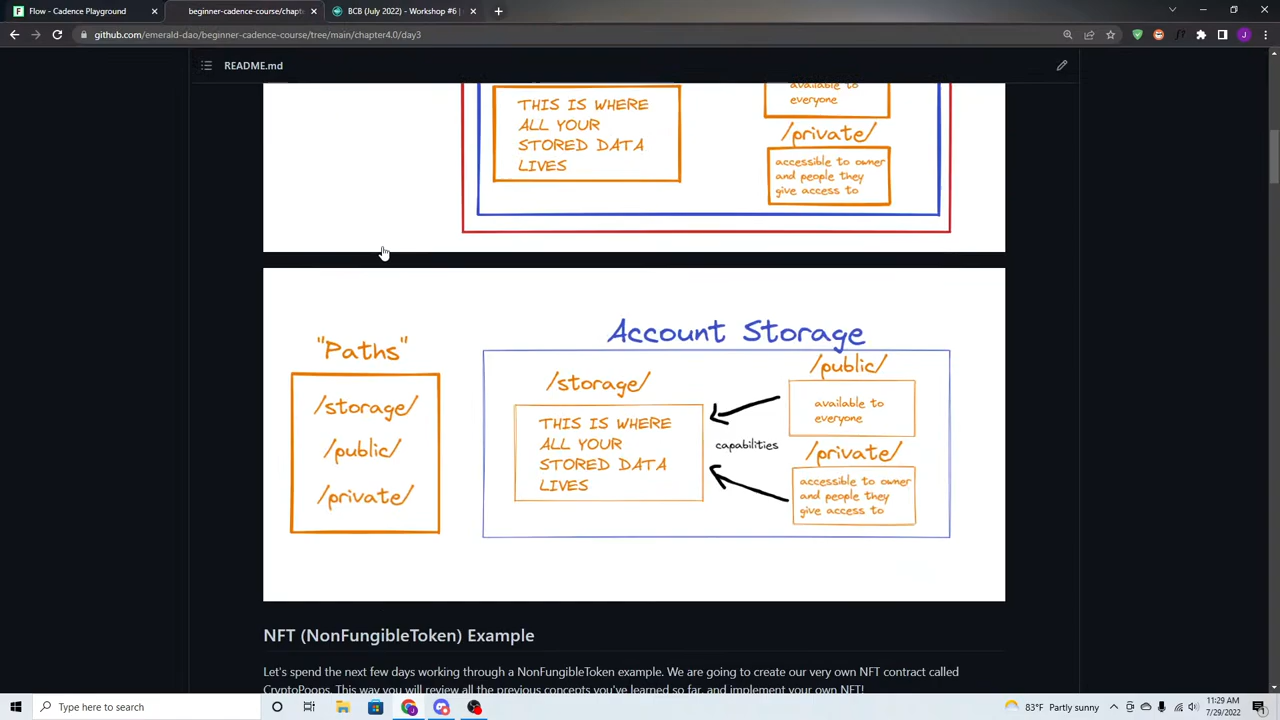 Flow - Cadence Playground
beginner-cadence-course/chapte
BCB (July 2022) - Workshop #6 |
github.com/emerald-dao/beginner-cadence-course/tree/main/chapter4.0/day3
README.md
THIS IS WHERE
ALL YOUR
STORED DATA
LIVES
available to
everyone
/private/
accessible to owner
and people they
give access to
"Paths"
/storage/
/public/
/private/
Account Storage
/storage/
THIS IS WHERE
ALL YOUR
STORED DATA
LIVES
capabilities
/public/
available to
everyone
/private/
accessible to owner
and people they
give access to
NFT (NonFungibleToken) Example
Let's spend the next few days working through a NonFungibleToken example. We are going to create our very own NFT contract called
CryptoPoops. This way you will review all the previous concepts you've learned so far, and implement your own NFT!
Type here to search
83°F Partly sunny
11:29 AM
7/29/2022